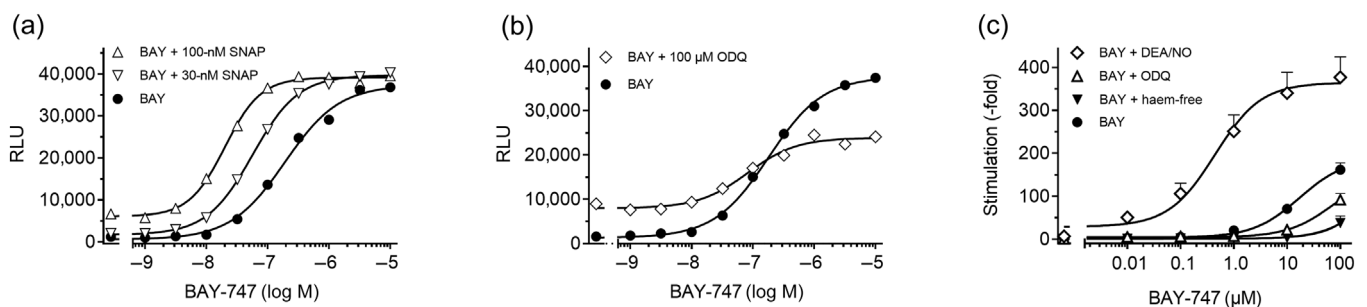 (a)
BAY + 100-nM SNAP
BAY + 30-nM SNAP
BAY
40,000
30,000
20,000
10,000
0
RLU
–9
–8
–7
–6
–5
BAY-747 (log M)
(b)
BAY + 100 µM ODQ
BAY
40,000
30,000
20,000
10,000
0
RLU
–9
–8
–7
–6
–5
BAY-747 (log M)
(c)
BAY + DEA/NO
BAY + ODQ
BAY + haem-free
BAY
400
300
200
100
0
Stimulation (-fold)
0.01
0.1
1.0
10
100
BAY-747 (µM)